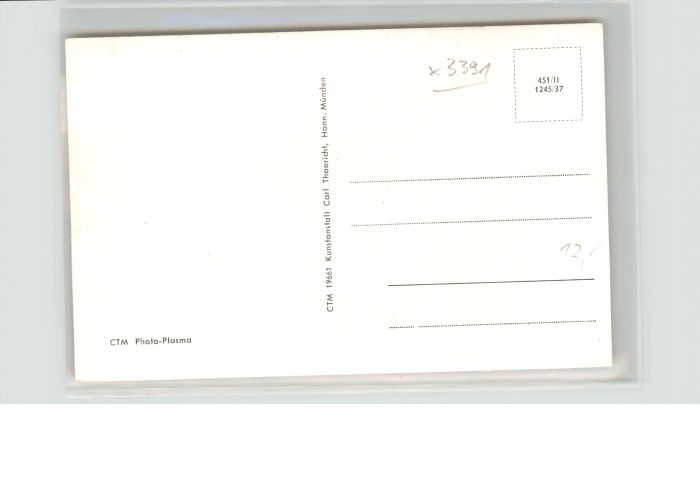 x3391
451/II
1245/37
CTM 19661 Kunstanstalt Carl Thoericht, Hann. Münden
12,-
CTM Photo-Plasma